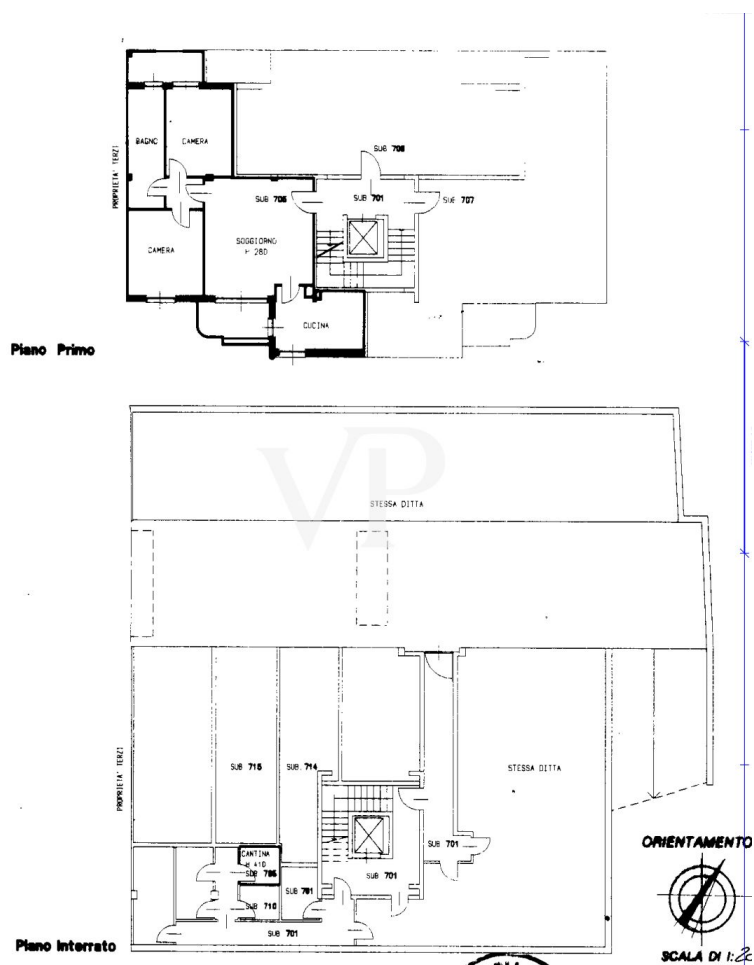 BAGNO
CAMERA
PROPRIETA' TERZI
SUB 708
SUB 706
SUB 701
SUB 707
CAMERA
SOGGIORNO
H 280
CUCINA
Piano Primo
VP
STESSA DITTA
PROPRIETA' TERZI
SUB 715
SUB. 714
STESSA DITTA
CANTINA
H 410
SUB 701
ORIENTAMENTO
SUB 710
SUB 701
SUB 701
SUB 701
Piano Interrato
SCALA DI 1: